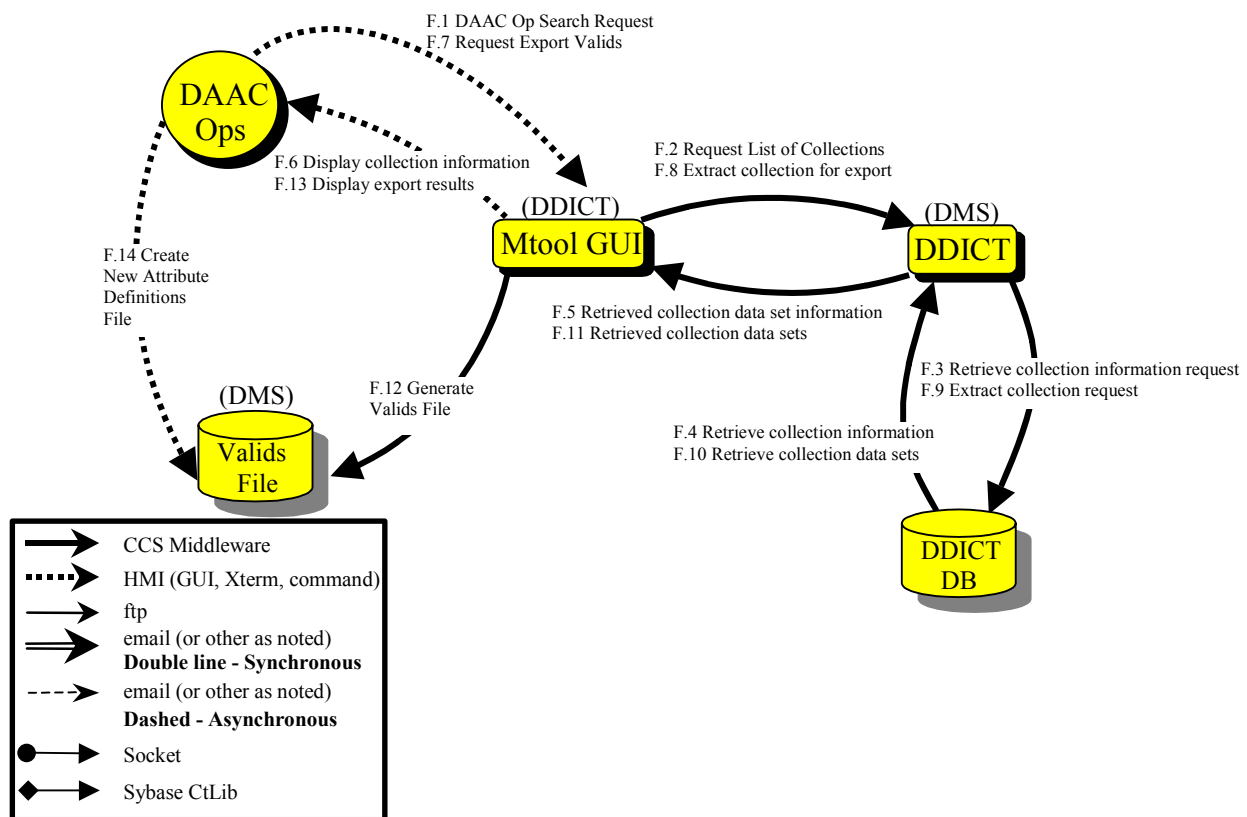 F.1 DAAC Op Search Request
F.7 Request Export Valids
DAAC
Ops
F.6 Display collection information
F.13 Display export results
F.2 Request List of Collections
F.8 Extract collection for export
(DDICT)
Mtool GUI
(DMS)
DDICT
F.14 Create
New Attribute
Definitions
File
F.5 Retrieved collection data set information
F.11 Retrieved collection data sets
F.3 Retrieve collection information request
F.9 Extract collection request
F.12 Generate
Valids File
(DMS)
Valids
File
F.4 Retrieve collection information
F.10 Retrieve collection data sets
DDICT
DB
CCS Middleware
HMI (GUI, Xterm, command)
ftp
email (or other as noted)
Double line - Synchronous
email (or other as noted)
Dashed - Asynchronous
Socket
Sybase CtLib